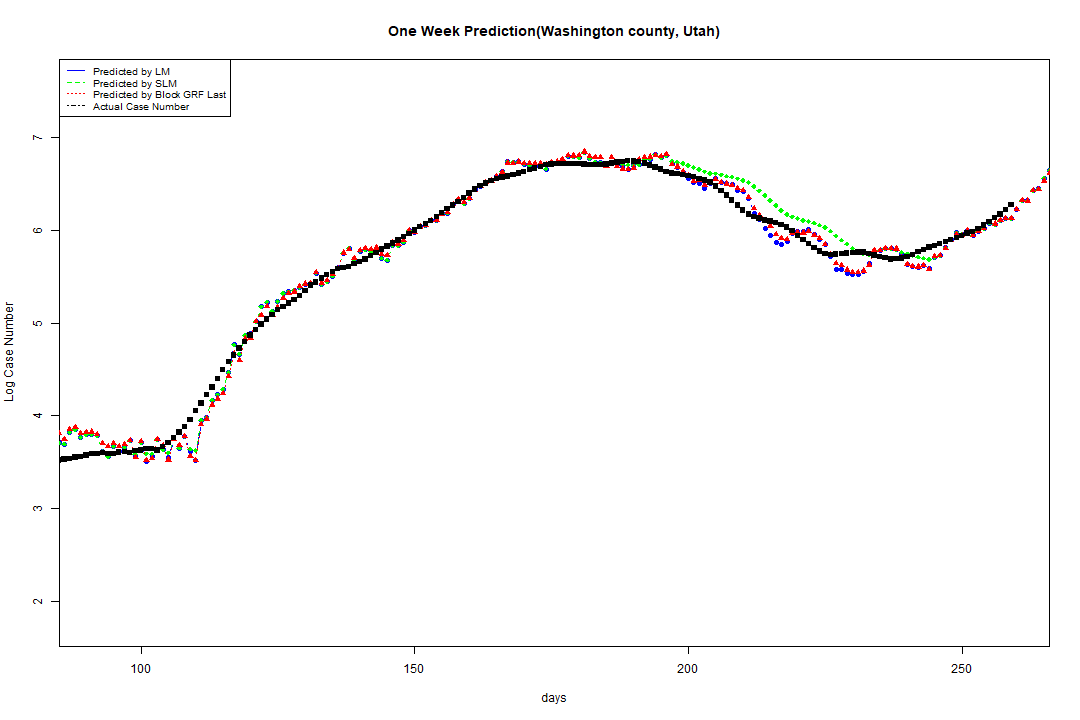 One Week Prediction(Washington county, Utah)
Predicted by LM
Predicted by SLM
Predicted by Block GRF Last
Actual Case Number
7
6
5
4
3
2
Log Case Number
100 150 200 250
days